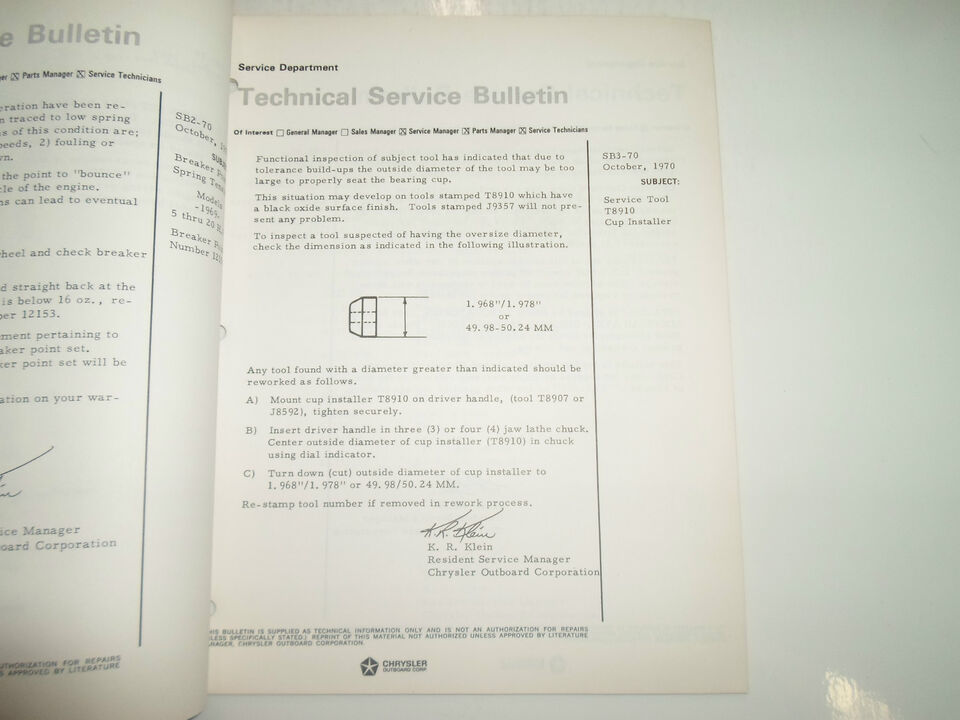 e Bulletin
Parts Manager Service Technicians
ration have been re-
n traced to low spring
s of this condition are;
eeds, 2) fouling or
the point to "bounce"
le of the engine.
ns can lead to eventual
heel and check breaker
d straight back at the
is below 16 oz., re-
er 12153.
ment pertaining to
aker point set.
ker point set will be
ation on your war-
ice Manager
oard Corporation
UTHORIZATION FOR REPAIRS
S APPROVED BY LITERATURE
SB2-70
October,
Breaker
Spring
Models
-1969
5 thru 20
Breaker
Number
Service Department
Technical Service Bulletin
Of Interest General Manager Sales Manager Service Manager Parts Manager Service Technicians
Functional inspection of subject tool has indicated that due to
tolerance build-ups the outside diameter of the tool may be too
large to properly seat the bearing cup.
This situation may develop on tools stamped T8910 which have
a black oxide surface finish. Tools stamped J9357 will not pre-
sent any problem.
To inspect a tool suspected of having the oversize diameter,
check the dimension as indicated in the following illustration.
1.968"/1.978"
or
49.98-50.24 MM
Any tool found with a diameter greater than indicated should be
reworked as follows.
A) Mount cup installer T8910 on driver handle, (tool T8907 or
J8592), tighten securely.
B) Insert driver handle in three (3) or four (4) jaw lathe chuck.
Center outside diameter of cup installer (T8910) in chuck
using dial indicator.
C) Turn down (cut) outside diameter of cup installer to
1.968"/1.978" or 49.98/50.24 MM.
Re-stamp tool number if removed in rework process.
K. R. Klein
K. R. Klein
Resident Service Manager
Chrysler Outboard Corporation
SB3-70
October, 1970
SUBJECT:
Service Tool
T8910
Cup Installer
HIS BULLETIN IS SUPPLIED AS TECHNICAL INFORMATION ONLY AND IS NOT AN AUTHORIZATION FOR REPAIRS
LESS SPECIFICALLY STATED.) REPRINT OF THIS MATERIAL NOT AUTHORIZED UNLESS APPROVED BY LITERATURE
NAGER, CHRYSLER OUTBOARD CORPORATION.
CHRYSLER
OUTBOARD CORP.